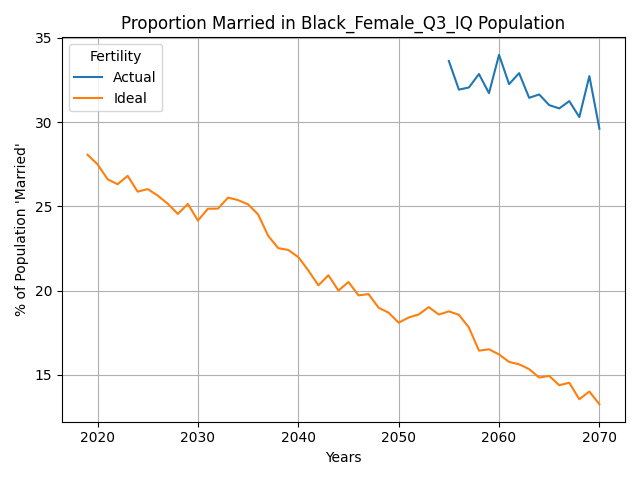 Proportion Married in Black_Female_Q3_IQ Population
Fertility
Actual
Ideal
% of Population 'Married'
35
30
25
20
15
2020 2030 2040 2050 2060 2070
Years